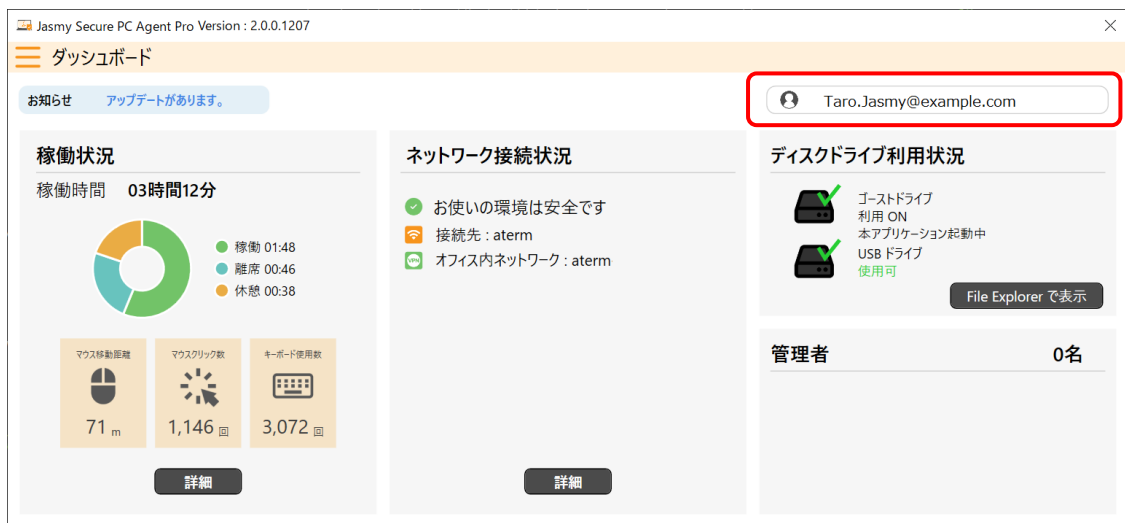 Jasmy Secure PC Agent Pro Version : 2.0.0.1207
ダッシュボード
お知らせ アップデートがあります。
Taro.Jasmy@example.com
稼働状況
稼働時間 03時間12分
稼働 01:48
離席 00:46
休憩 00:38
マウス移動距離
71 m
マウスクリック数
1,146 回
キーボード使用数
3,072 回
詳細
ネットワーク接続状況
お使いの環境は安全です
接続先 : aterm
VPN オフィス内ネットワーク : aterm
詳細
ディスクドライブ利用状況
ゴーストドライブ
利用 ON
本アプリケーション起動中
USB ドライブ
使用可
File Explorer で表示
管理者 0名